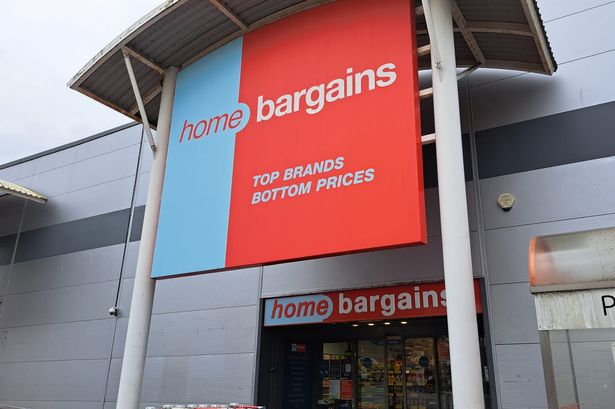 home bargains
TOP BRANDS
BOTTOM PRICES
home bargains
P